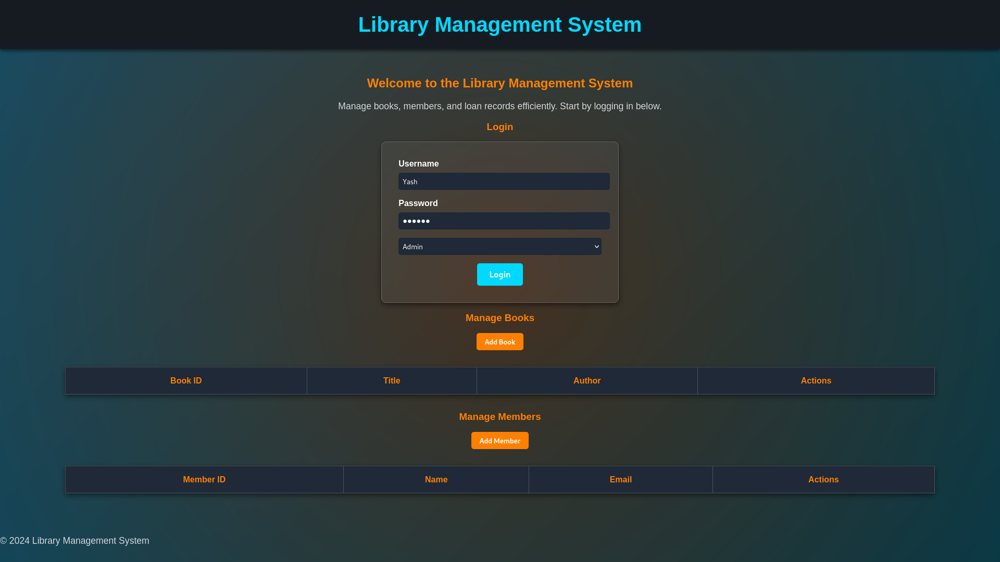 Library Management System
Welcome to the Library Management System
Manage books, members, and loan records efficiently. Start by logging in below.
Login
Username
Yash
Password
●●●●●●
Admin
Login
Manage Books
Add Book
Book ID Title Author Actions
Manage Members
Add Member
Member ID Name Email Actions
© 2024 Library Management System